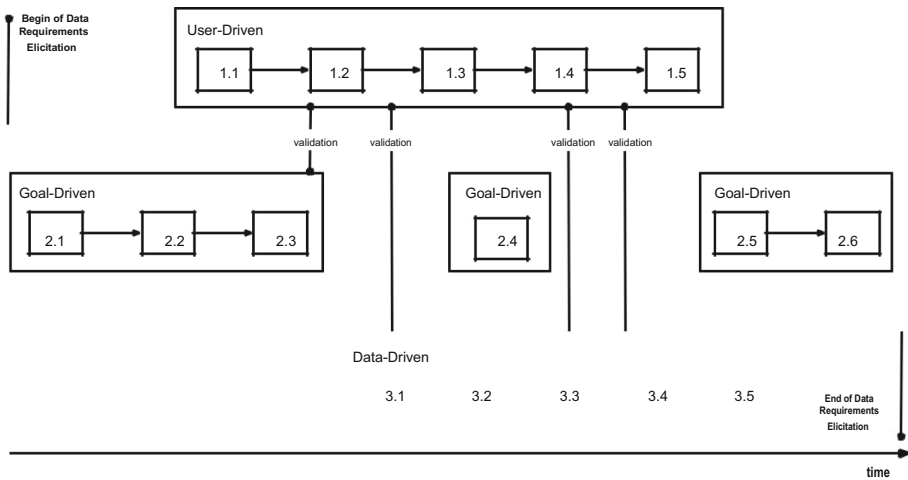 Begin of Data
Requirements
Elicitation
User-Driven
1.1
1.2
1.3
1.4
1.5
validation
validation
validation
validation
Goal-Driven
2.1
2.2
2.3
Goal-Driven
2.4
Goal-Driven
2.5
2.6
Data-Driven
3.1
3.2
3.3
3.4
3.5
End of Data
Requirements
Elicitation
time